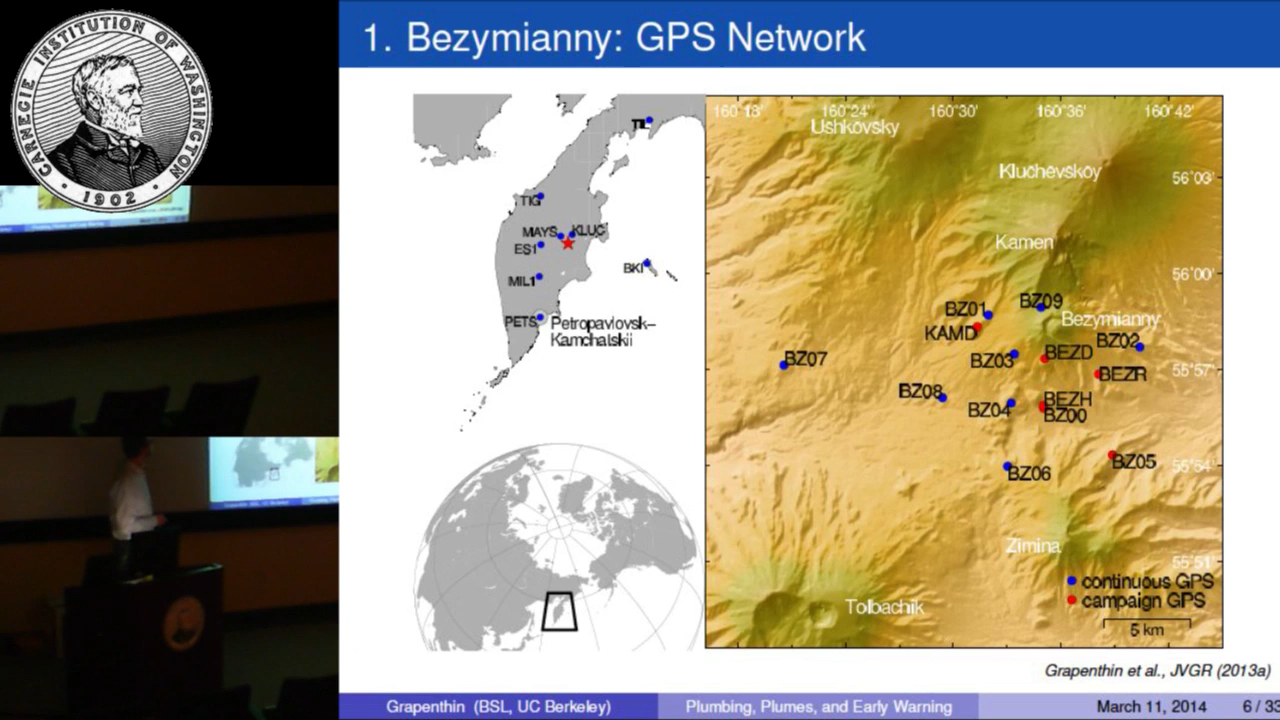 CARNEGIE INSTITUTION OF WASHINGTON
1902
1. Bezymianny: GPS Network
TIG
MAYS
KLUC
ES1
BKI
MIL1
PETS
Petropavlovsk–
Kamchalskii
160˚18'
160˚24'
160˚30'
160˚36'
160˚42'
Ushkovsky
Kluchevskoy
56˚03'
Kamen
56˚00'
BZ09
BZ01
Bezymianny
KAMD
BZ02
BZ03
BEZD
BZ07
55˚57'
BEZR
BZ08
BEZH
BZ04
BZ00
BZ05
55˚54'
BZ06
Zimina
55˚51'
continuous GPS
campaign GPS
Tolbachik
5 km
Grapenthin et al., JVGR (2013a)
Grapenthin (BSL, UC Berkeley)
Plumbing, Plumes, and Early Warning
March 11, 2014
6 / 33